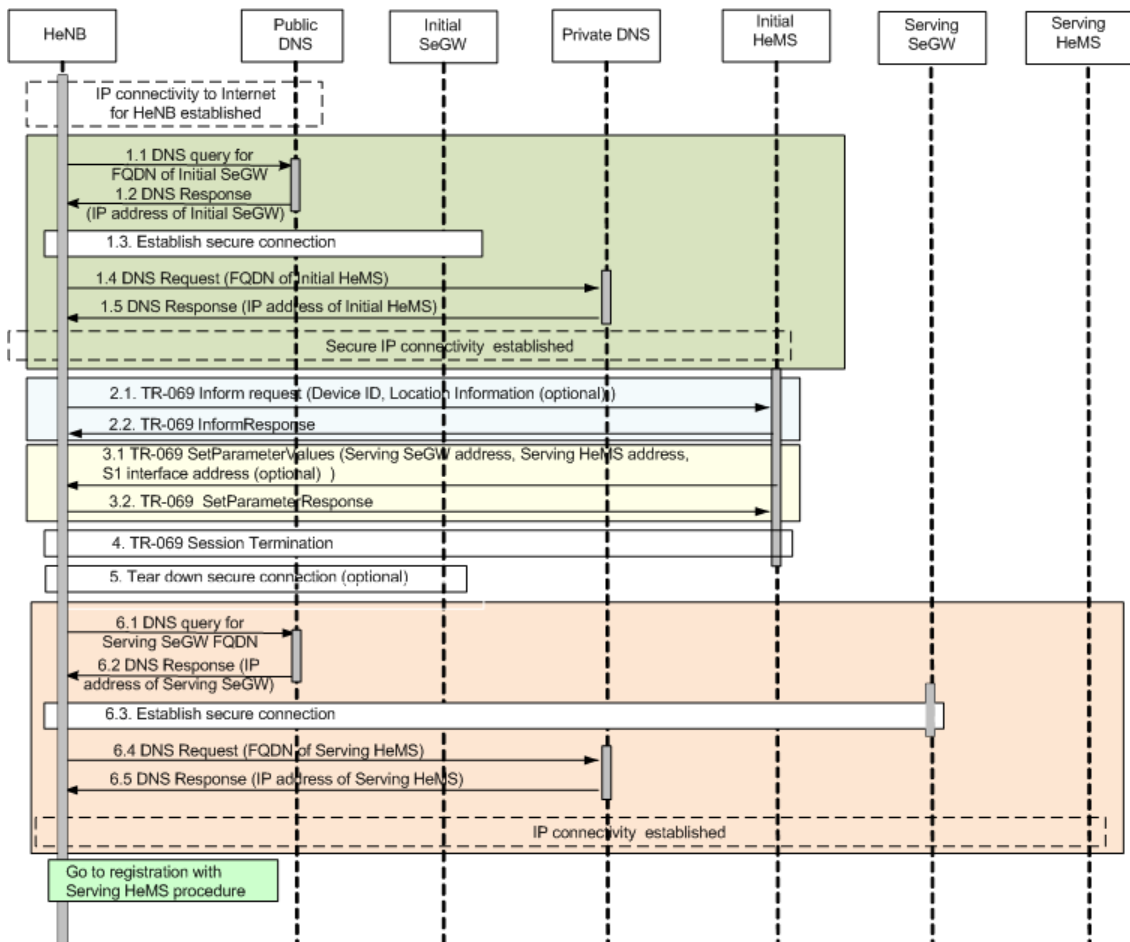 HeNB
Public
DNS
Initial
SeGW
Private DNS
Initial
HeMS
Serving
SeGW
Serving
HeMS
IP connectivity to Internet
for HeNB established
1.1 DNS query for
FQDN of Initial SeGW
1.2 DNS Response
(IP address of Initial SeGW)
1.3. Establish secure connection
1.4 DNS Request (FQDN of Initial HeMS)
1.5 DNS Response (IP address of Initial HeMS)
Secure IP connectivity established
2.1. TR-069 Inform request (Device ID, Location Information (optional) )
2.2. TR-069 InformResponse
3.1 TR-069 SetParameterValues (Serving SeGW address, Serving HeMS address,
S1 interface address (optional) )
3.2. TR-069 SetParameterResponse
4. TR-069 Session Termination
5. Tear down secure connection (optional)
6.1 DNS query for
Serving SeGW FQDN
6.2 DNS Response (IP
address of Serving SeGW)
6.3. Establish secure connection
6.4 DNS Request (FQDN of Serving HeMS)
6.5 DNS Response (IP address of Serving HeMS)
IP connectivity established
Go to registration with
Serving HeMS procedure